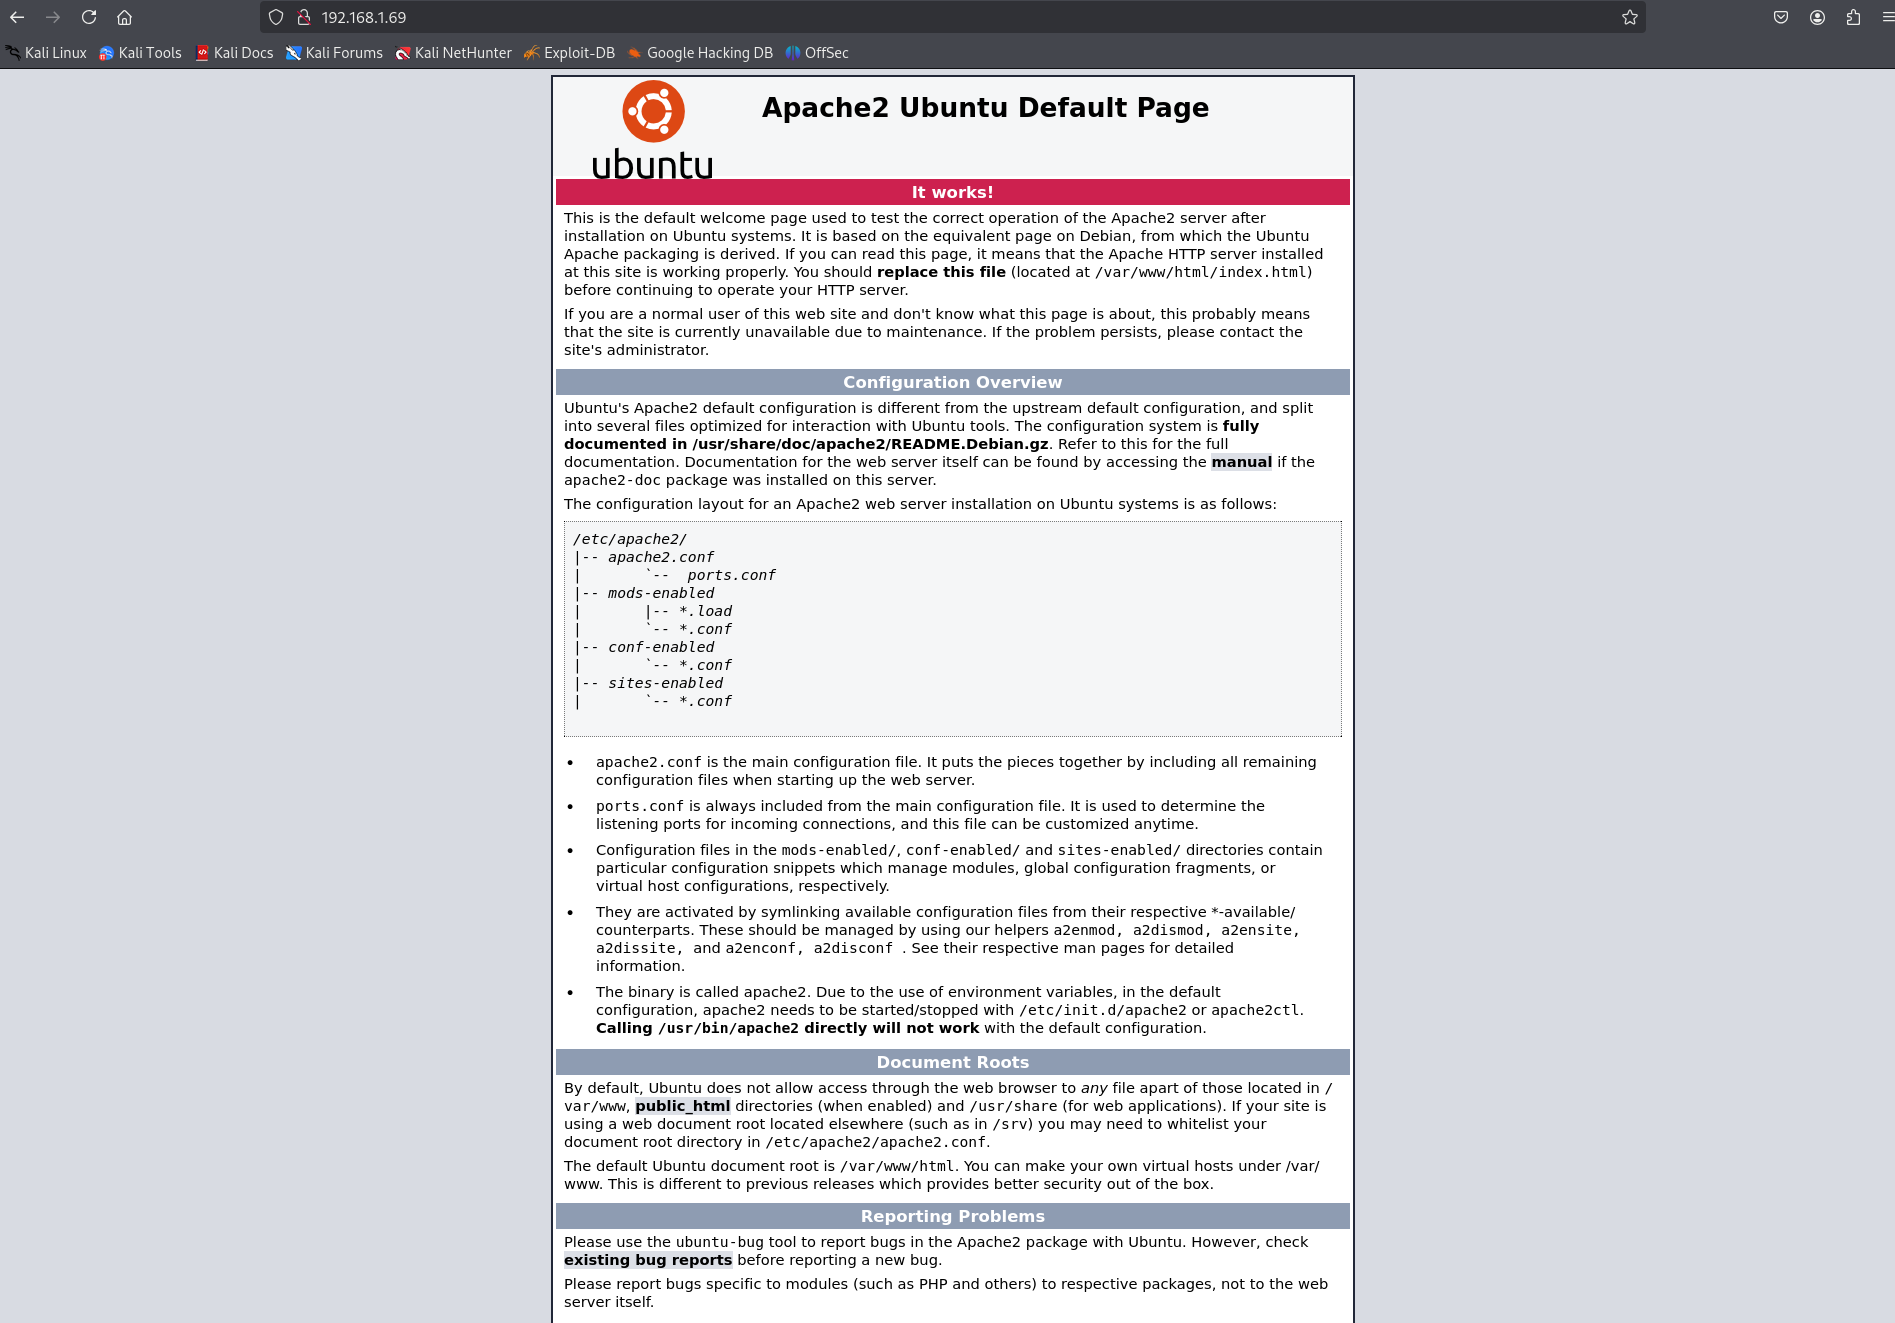 192.168.1.69
Kali Linux Kali Tools Kali Docs Kali Forums Kali NetHunter Exploit-DB Google Hacking DB OffSec
Apache2 Ubuntu Default Page
ubuntu
It works!
This is the default welcome page used to test the correct operation of the Apache2 server after
installation on Ubuntu systems. It is based on the equivalent page on Debian, from which the Ubuntu
Apache packaging is derived. If you can read this page, it means that the Apache HTTP server installed
at this site is working properly. You should replace this file (located at /var/www/html/index.html)
before continuing to operate your HTTP server.
If you are a normal user of this web site and don't know what this page is about, this probably means
that the site is currently unavailable due to maintenance. If the problem persists, please contact the
site's administrator.
Configuration Overview
Ubuntu's Apache2 default configuration is different from the upstream default configuration, and split
into several files optimized for interaction with Ubuntu tools. The configuration system is fully
documented in /usr/share/doc/apache2/README.Debian.gz. Refer to this for the full
documentation. Documentation for the web server itself can be found by accessing the manual if the
apache2-doc package was installed on this server.
The configuration layout for an Apache2 web server installation on Ubuntu systems is as follows:
/etc/apache2/
|-- apache2.conf
|       `--  ports.conf
|-- mods-enabled
|       |-- *.load
|       `-- *.conf
|-- conf-enabled
|       `-- *.conf
|-- sites-enabled
|       `-- *.conf
• apache2.conf is the main configuration file. It puts the pieces together by including all remaining
configuration files when starting up the web server.
• ports.conf is always included from the main configuration file. It is used to determine the
listening ports for incoming connections, and this file can be customized anytime.
• Configuration files in the mods-enabled/, conf-enabled/ and sites-enabled/ directories contain
particular configuration snippets which manage modules, global configuration fragments, or
virtual host configurations, respectively.
• They are activated by symlinking available configuration files from their respective *-available/
counterparts. These should be managed by using our helpers a2enmod, a2dismod, a2ensite,
a2dissite, and a2enconf, a2disconf . See their respective man pages for detailed
information.
• The binary is called apache2. Due to the use of environment variables, in the default
configuration, apache2 needs to be started/stopped with /etc/init.d/apache2 or apache2ctl.
Calling /usr/bin/apache2 directly will not work with the default configuration.
Document Roots
By default, Ubuntu does not allow access through the web browser to any file apart of those located in /
var/www, public_html directories (when enabled) and /usr/share (for web applications). If your site is
using a web document root located elsewhere (such as in /srv) you may need to whitelist your
document root directory in /etc/apache2/apache2.conf.
The default Ubuntu document root is /var/www/html. You can make your own virtual hosts under /var/
www. This is different to previous releases which provides better security out of the box.
Reporting Problems
Please use the ubuntu-bug tool to report bugs in the Apache2 package with Ubuntu. However, check
existing bug reports before reporting a new bug.
Please report bugs specific to modules (such as PHP and others) to respective packages, not to the web
server itself.